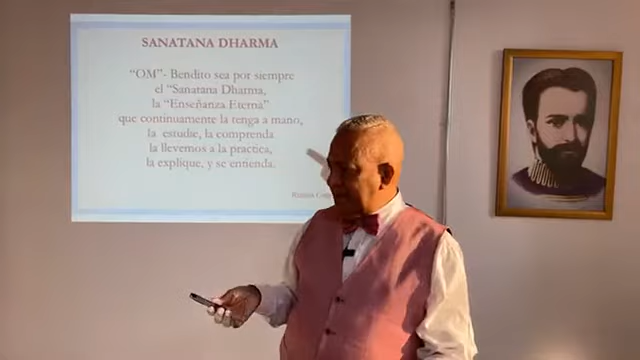 SANATANA DHARMA
“OM”- Bendito sea por siempre
el “Sanatana Dharma,
la “Enseñanza Eterna”
que continuamente la tenga a mano,
la estudie, la comprenda
la llevemos a la practica,
la explique, y se entienda.